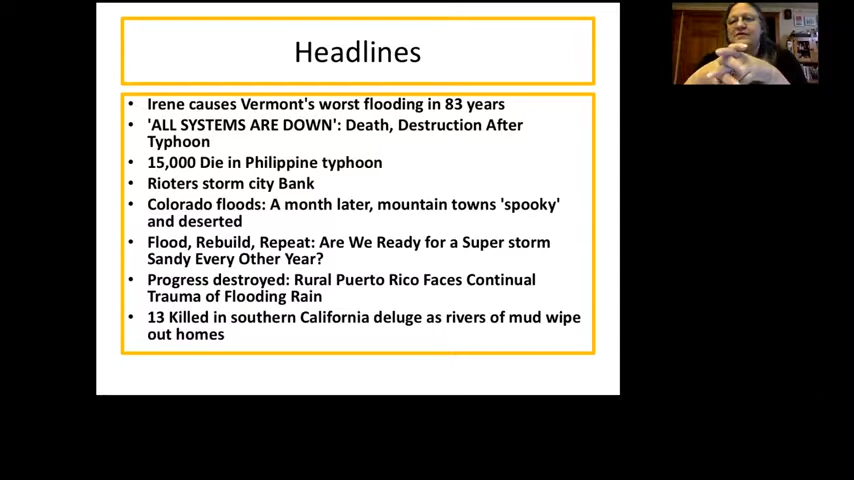 Headlines
• Irene causes Vermont's worst flooding in 83 years
• 'ALL SYSTEMS ARE DOWN': Death, Destruction After
Typhoon
• 15,000 Die in Philippine typhoon
• Rioters storm city Bank
• Colorado floods: A month later, mountain towns 'spooky'
and deserted
• Flood, Rebuild, Repeat: Are We Ready for a Super storm
Sandy Every Other Year?
• Progress destroyed: Rural Puerto Rico Faces Continual
Trauma of Flooding Rain
• 13 Killed in southern California deluge as rivers of mud wipe
out homes